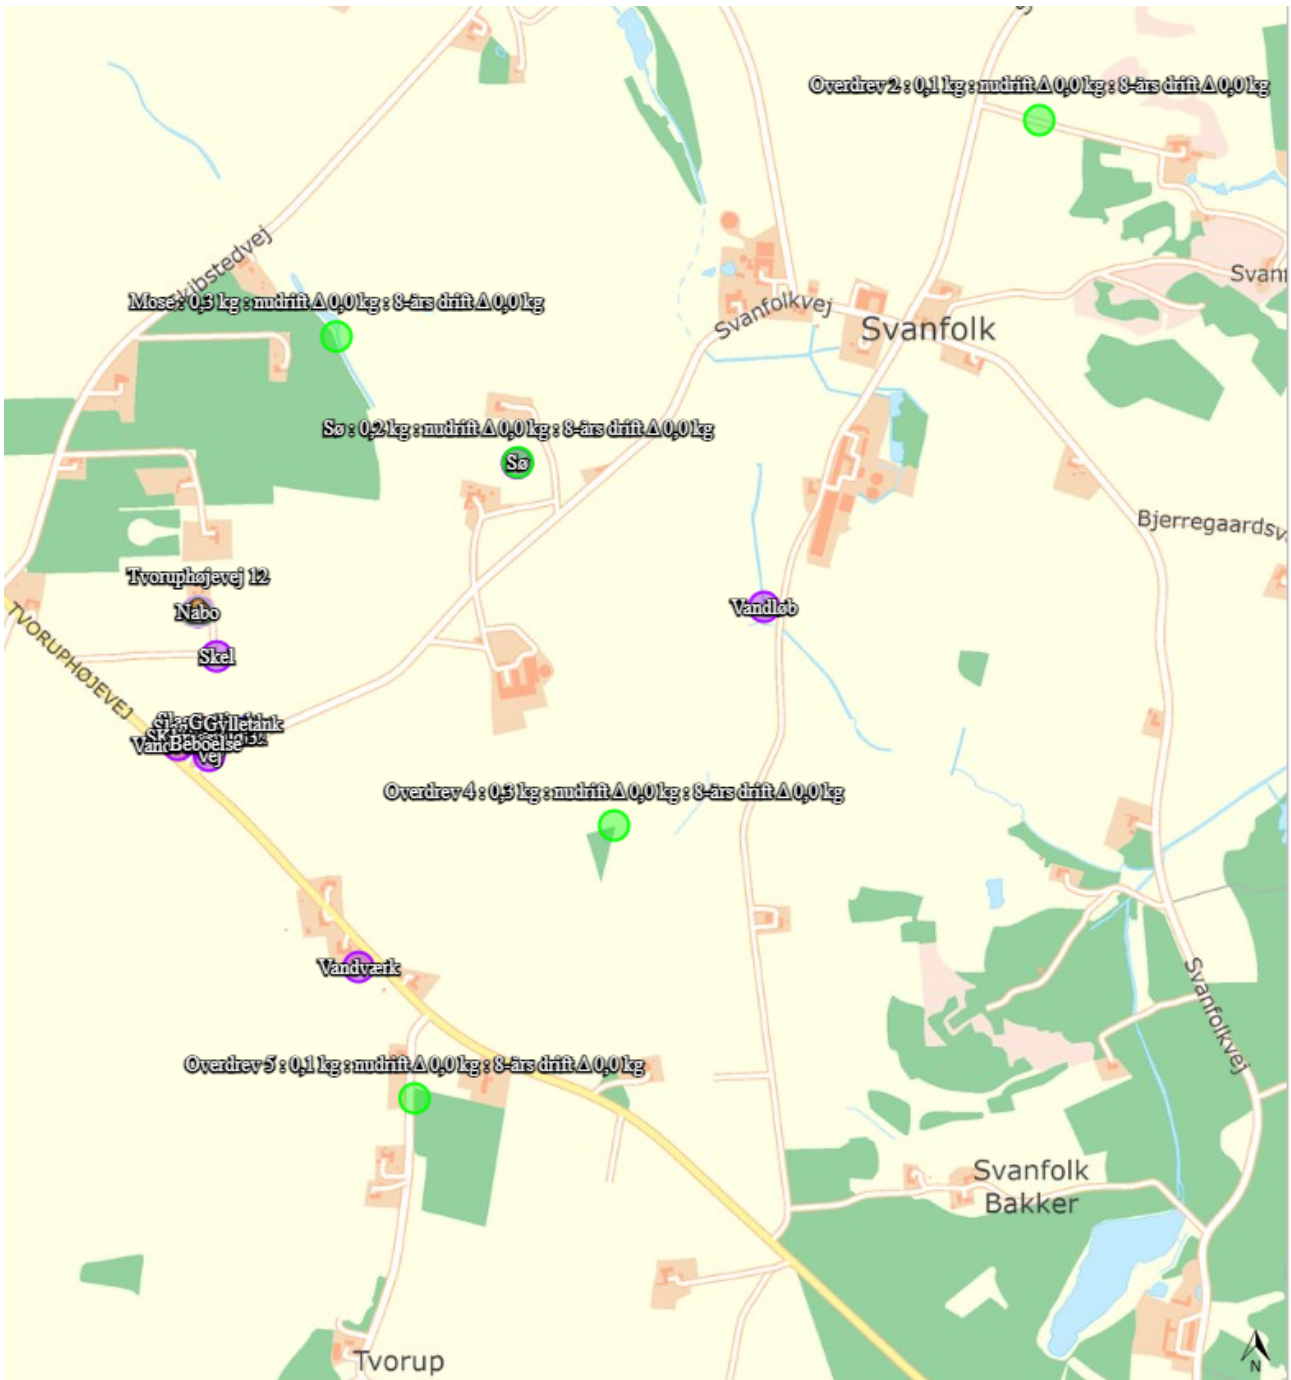 Overdrev 2 : 0,1 kg : nudrift Δ 0,0 kg : 8-års drift Δ 0,0 kg
Svanfolkvej
Mose : 0,3 kg : nudrift Δ 0,0 kg : 8-års drift Δ 0,0 kg
Svanfolk
Sø : 0,2 kg : nudrift Δ 0,0 kg : 8-års drift Δ 0,0 kg
Sø
Tvoruphøjevej 12
Nabo
Vandløb
TVORUPHØJEVEJ
Skel
Gylletank
Beboelse
Vej
Overdrev 4 : 0,3 kg : nudrift Δ 0,0 kg : 8-års drift Δ 0,0 kg
Vandværk
Svanfolkvej
Overdrev 5 : 0,1 kg : nudrift Δ 0,0 kg : 8-års drift Δ 0,0 kg
Svanfolk
Bakker
Tvorup
N